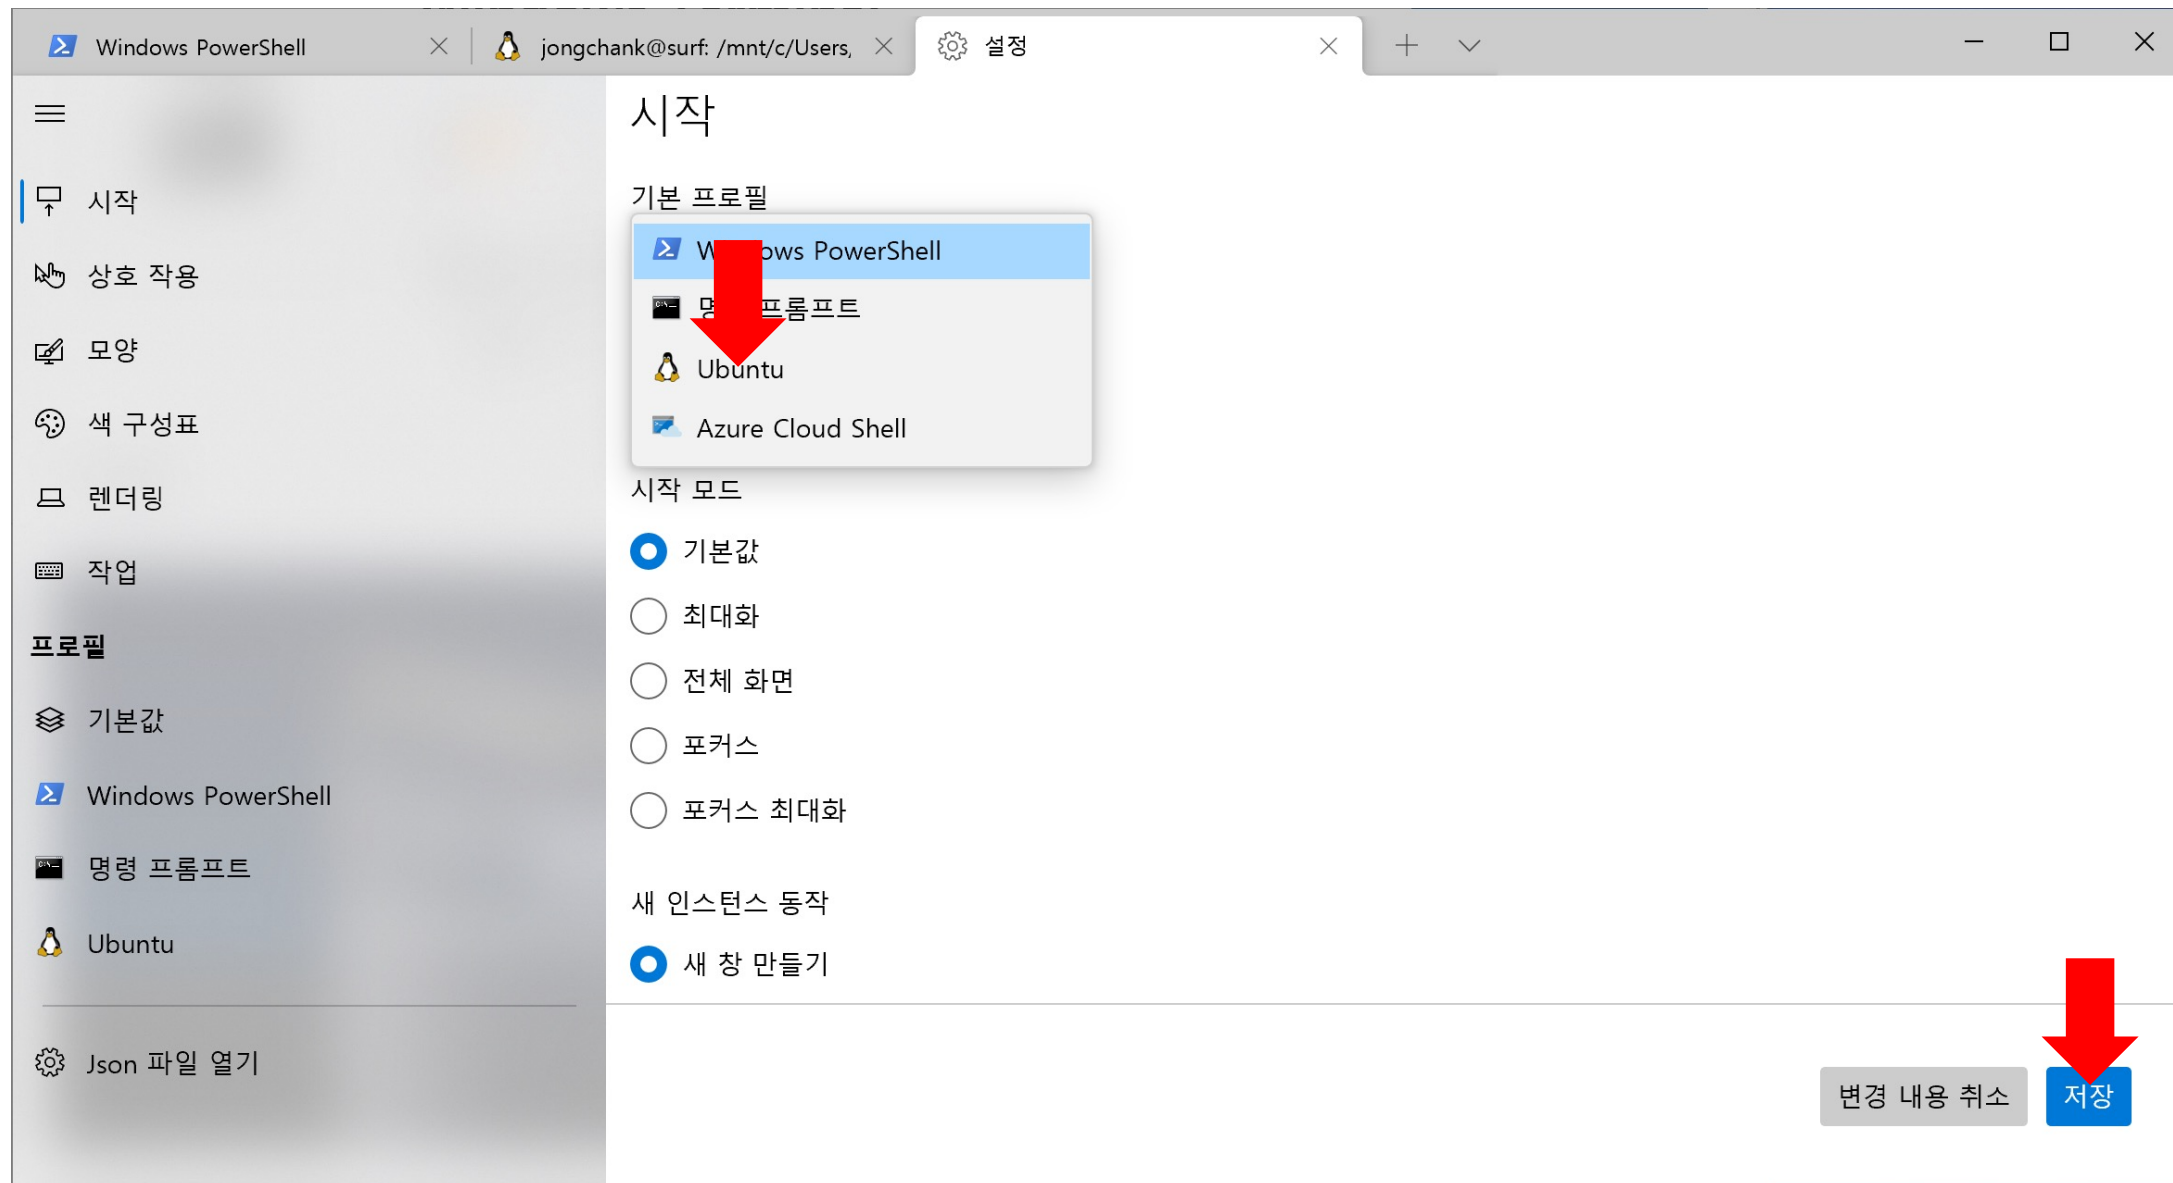 Windows PowerShell
jongchank@surf: /mnt/c/Users,
설정
시작
상호 작용
모양
색 구성표
렌더링
작업
프로필
기본값
Windows PowerShell
명령 프롬프트
Ubuntu
Json 파일 열기
시작
기본 프로필
PowerShell
프롬프트
Ubuntu
Azure Cloud Shell
시작 모드
기본값
최대화
전체 화면
포커스
포커스 최대화
새 인스턴스 동작
새 창 만들기
변경 내용 취소
저장